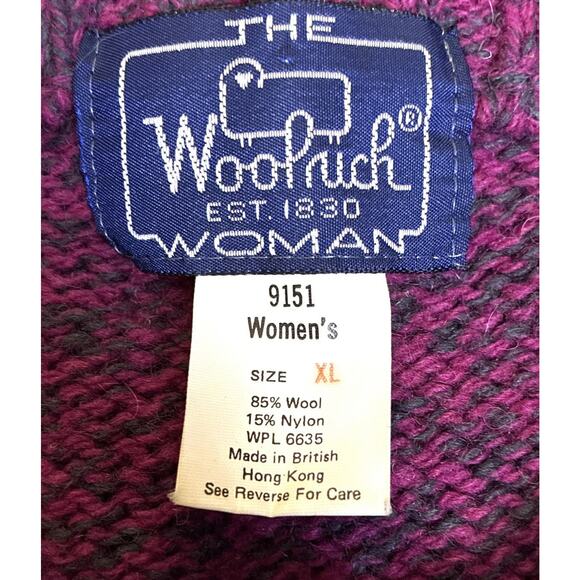 THE
Woolrich®
EST. 1830
WOMAN
9151
Women's
SIZE XL
85% Wool
15% Nylon
WPL 6635
Made in British
Hong Kong
See Reverse For Care